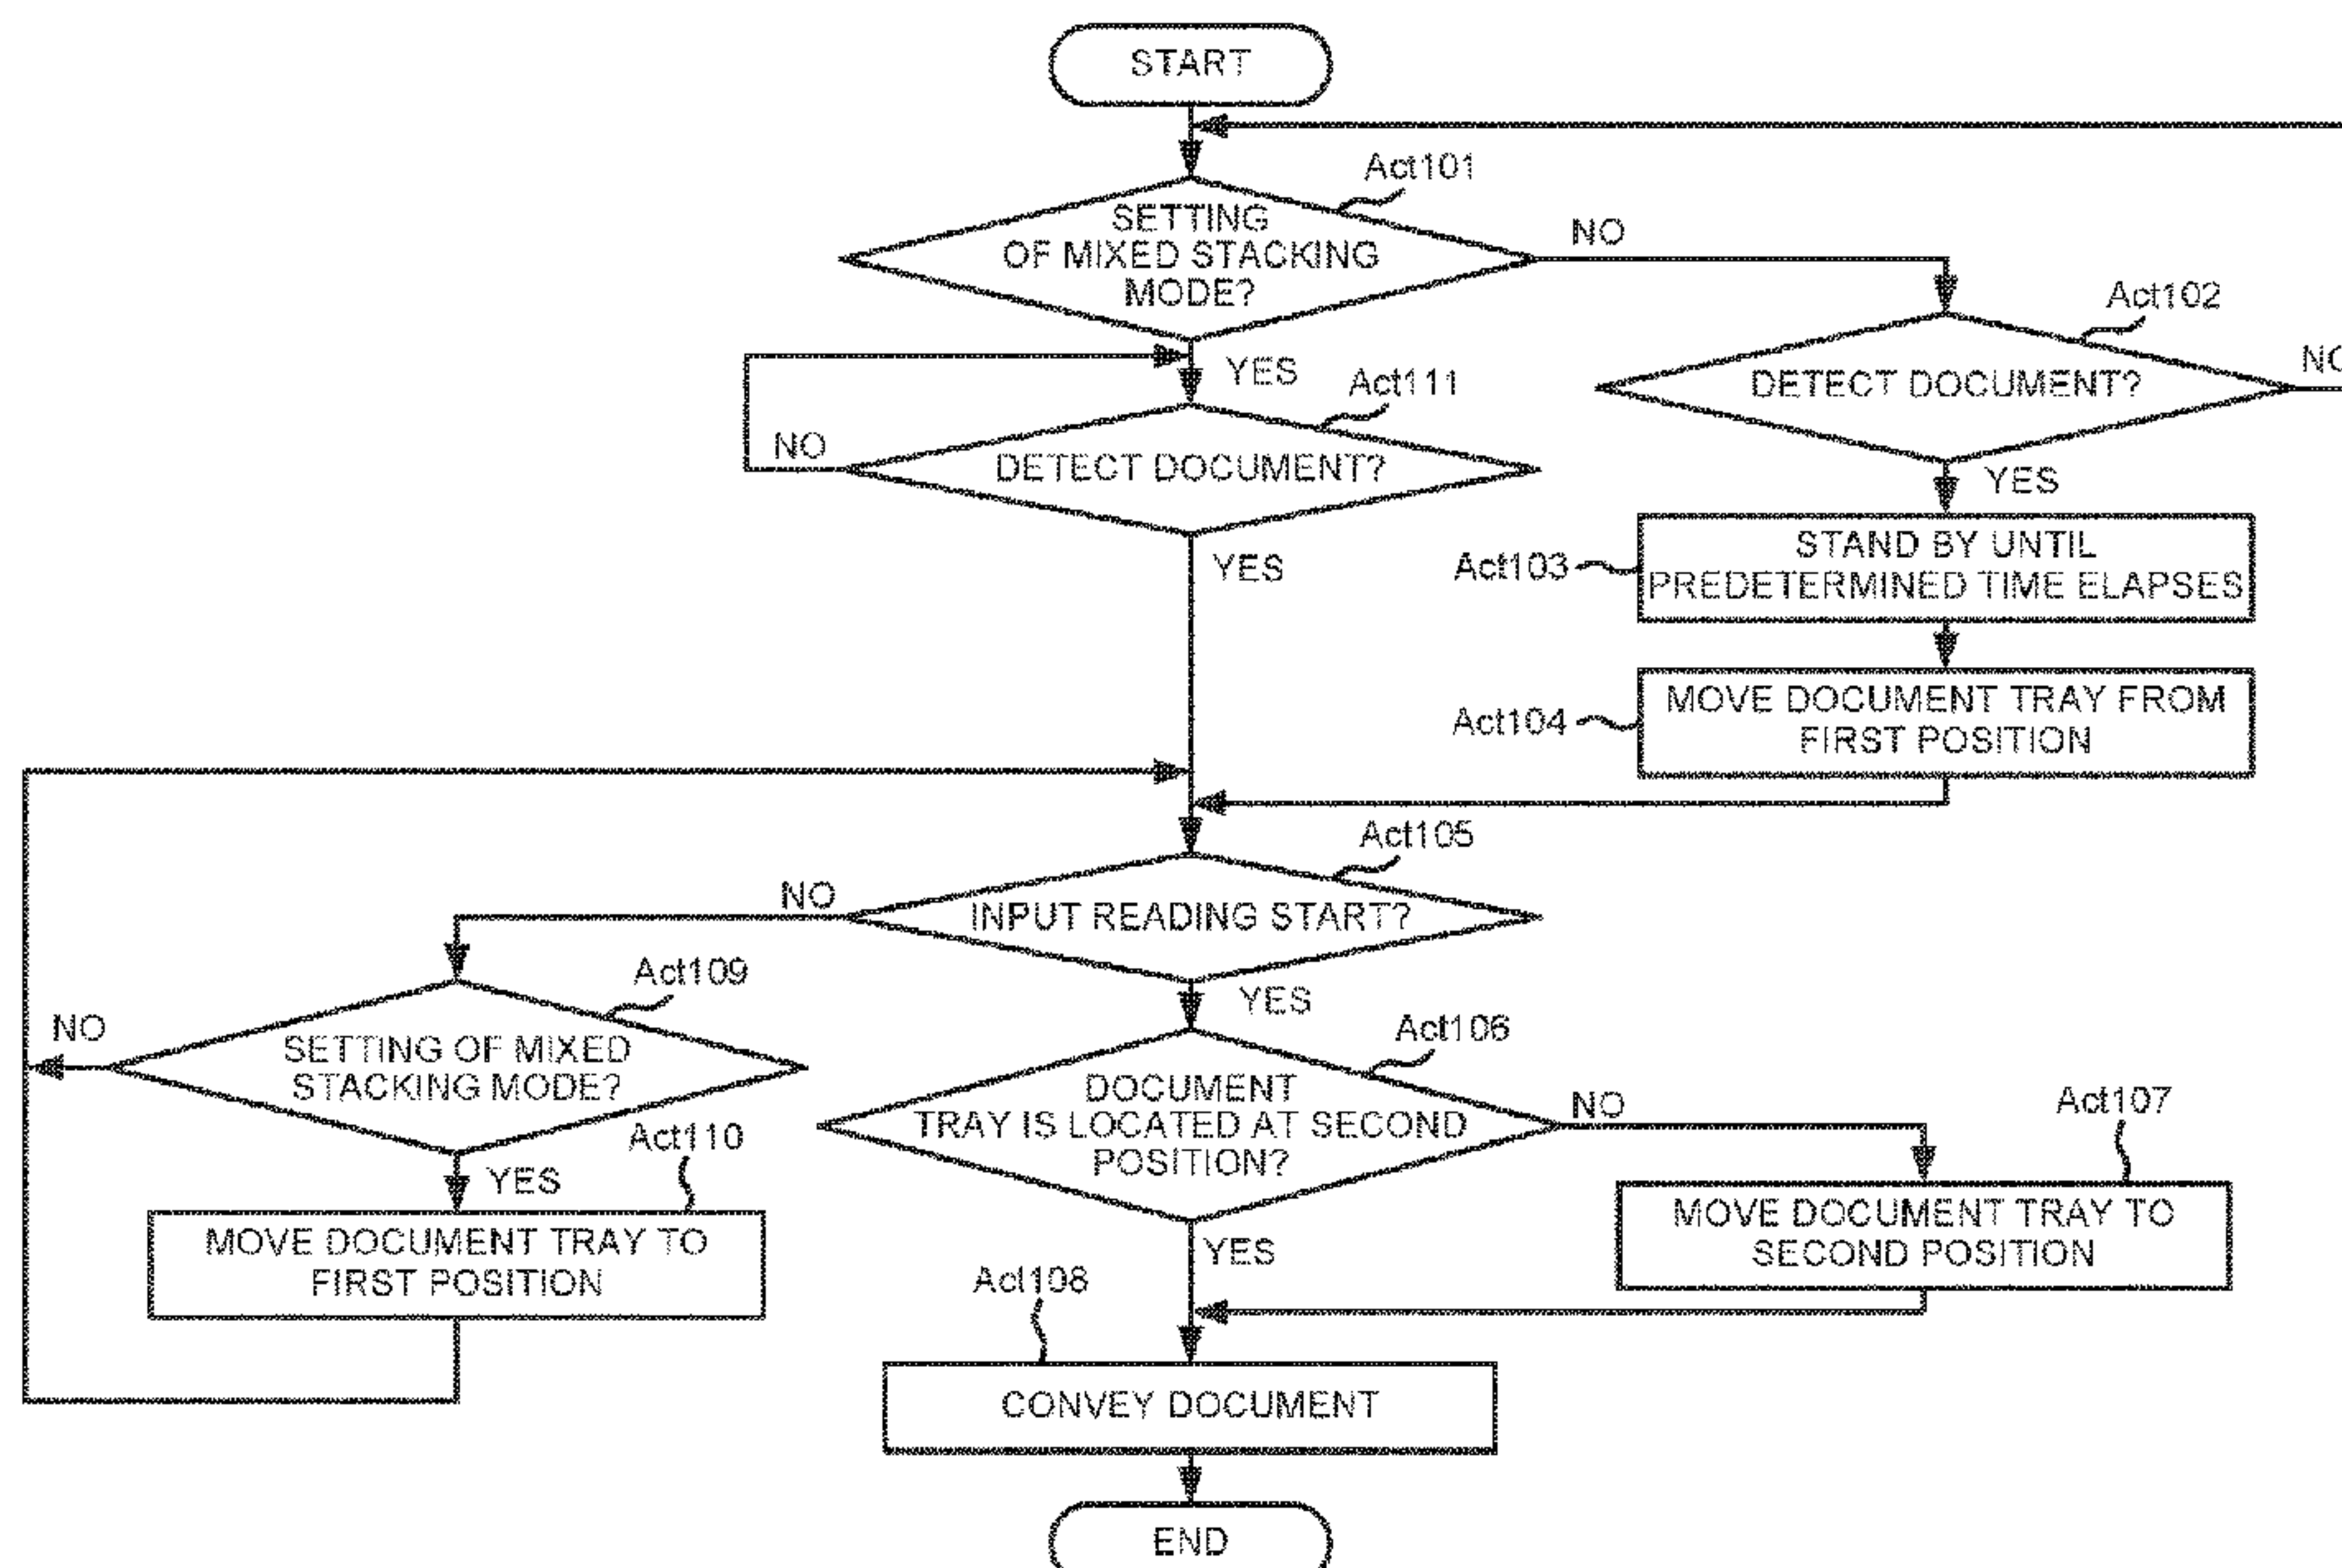 START
Act101
SETTING
OF MIXED STACKING
MODE?
NO
YES
Act102
DETECT DOCUMENT?
NO
YES
Act111
DETECT DOCUMENT?
NO
YES
Act103
STAND BY UNTIL
PREDETERMINED TIME ELAPSES
Act104
MOVE DOCUMENT TRAY FROM
FIRST POSITION
Act105
INPUT READING START?
NO
YES
Act109
SETTING OF MIXED
STACKING MODE?
NO
YES
Act110
MOVE DOCUMENT TRAY TO
FIRST POSITION
Act106
DOCUMENT
TRAY IS LOCATED AT SECOND
POSITION?
NO
YES
Act107
MOVE DOCUMENT TRAY TO
SECOND POSITION
Act108
CONVEY DOCUMENT
END